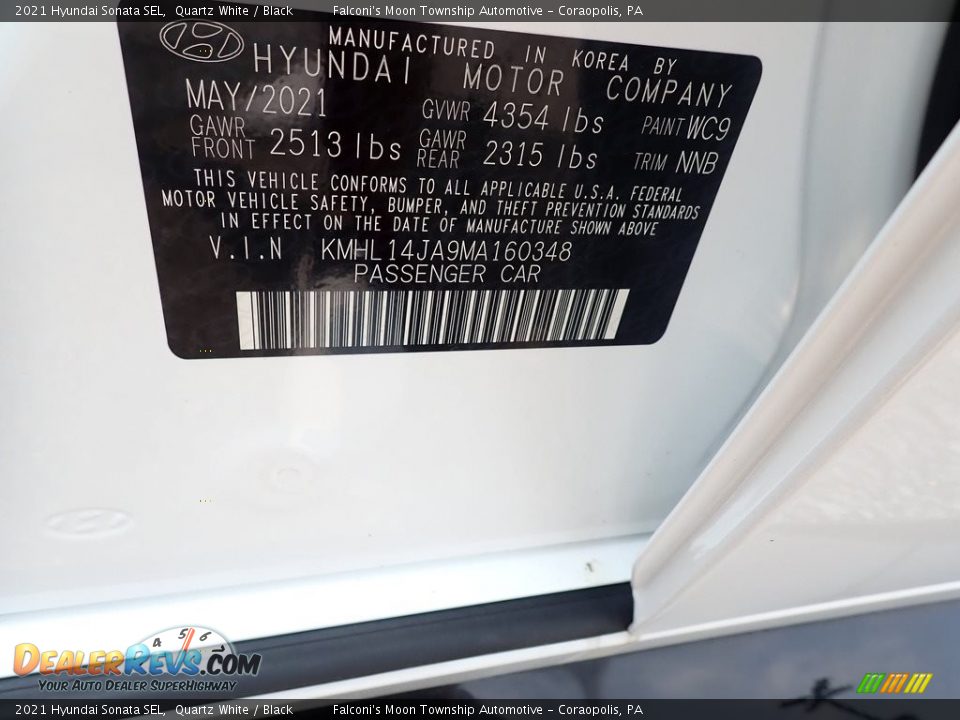 2021 Hyundai Sonata SEL, Quartz White / Black Falconi's Moon Township Automotive - Coraopolis, PA
MANUFACTURED IN KOREA BY
HYUNDAI MOTOR COMPANY
MAY/2021 GVWR 4354 lbs PAINT WC9
GAWR FRONT 2513 lbs GAWR REAR 2315 lbs TRIM NNB
THIS VEHICLE CONFORMS TO ALL APPLICABLE U.S.A. FEDERAL
MOTOR VEHICLE SAFETY, BUMPER, AND THEFT PREVENTION STANDARDS
IN EFFECT ON THE DATE OF MANUFACTURE SHOWN ABOVE
V.I.N KMHL14JA9MA160348
PASSENGER CAR
4 5 6 7
DEALERREVS.COM
YOUR AUTO DEALER SUPERHIGHWAY
2021 Hyundai Sonata SEL, Quartz White / Black Falconi's Moon Township Automotive - Coraopolis, PA